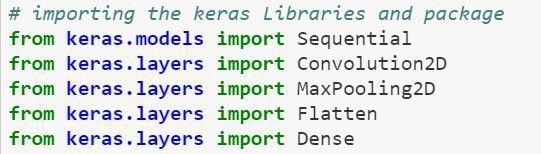 # importing the keras Libraries and package
from keras.models import Sequential
from keras.layers import Convolution2D
from keras.layers import MaxPooling2D
from keras.layers import Flatten
from keras.layers import Dense